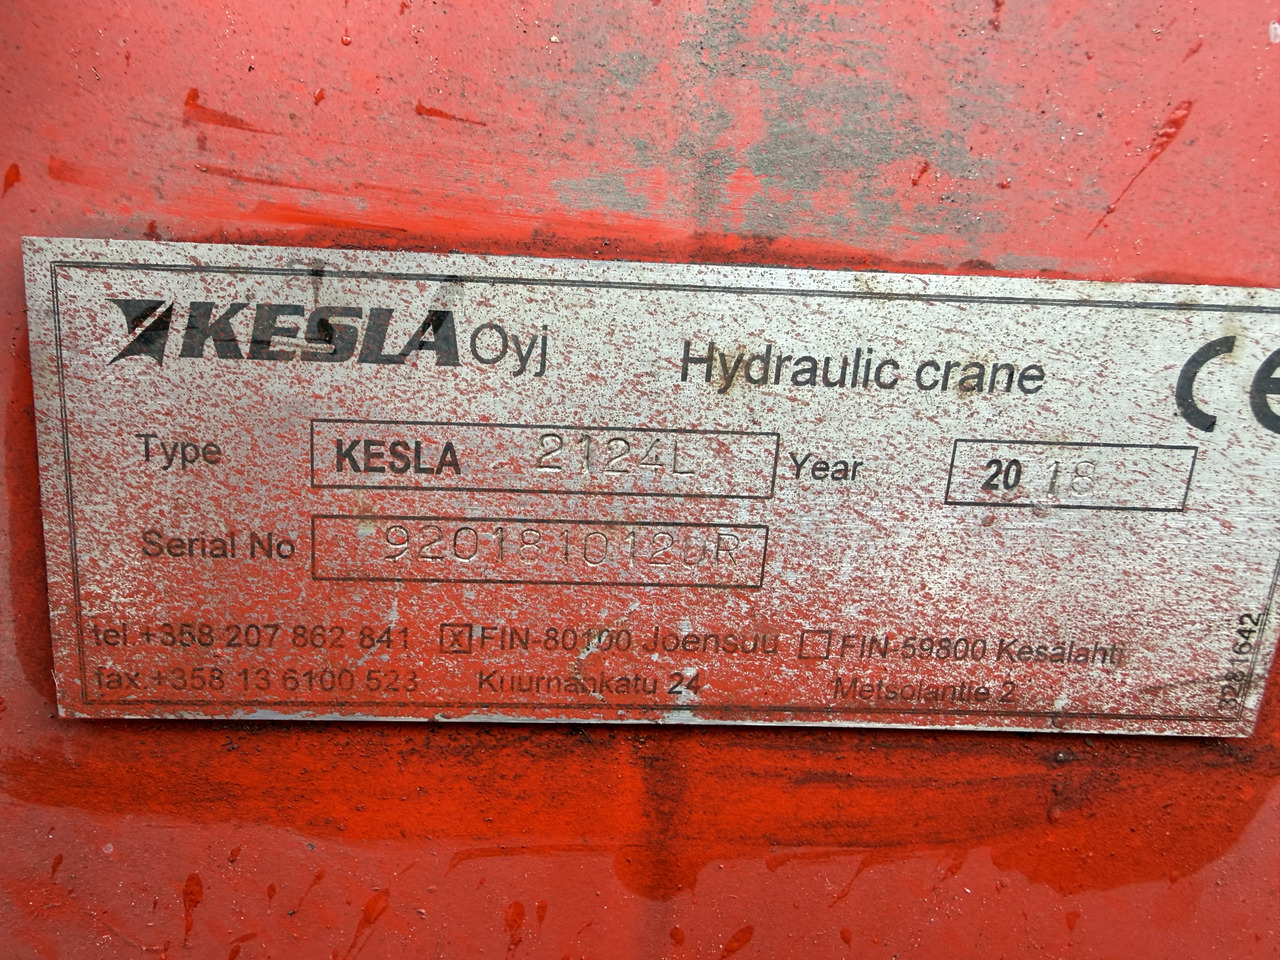 KESLA Oyj Hydraulic crane CE
Type KESLA 2124L Year 2018
Serial No
tel.+358 207 862 841 x FIN-80100 Joensuu FIN-59800 Kesälahti
fax.+358 13 6100 523 Kuurnankatu 24 Metsolantie 2
3281642